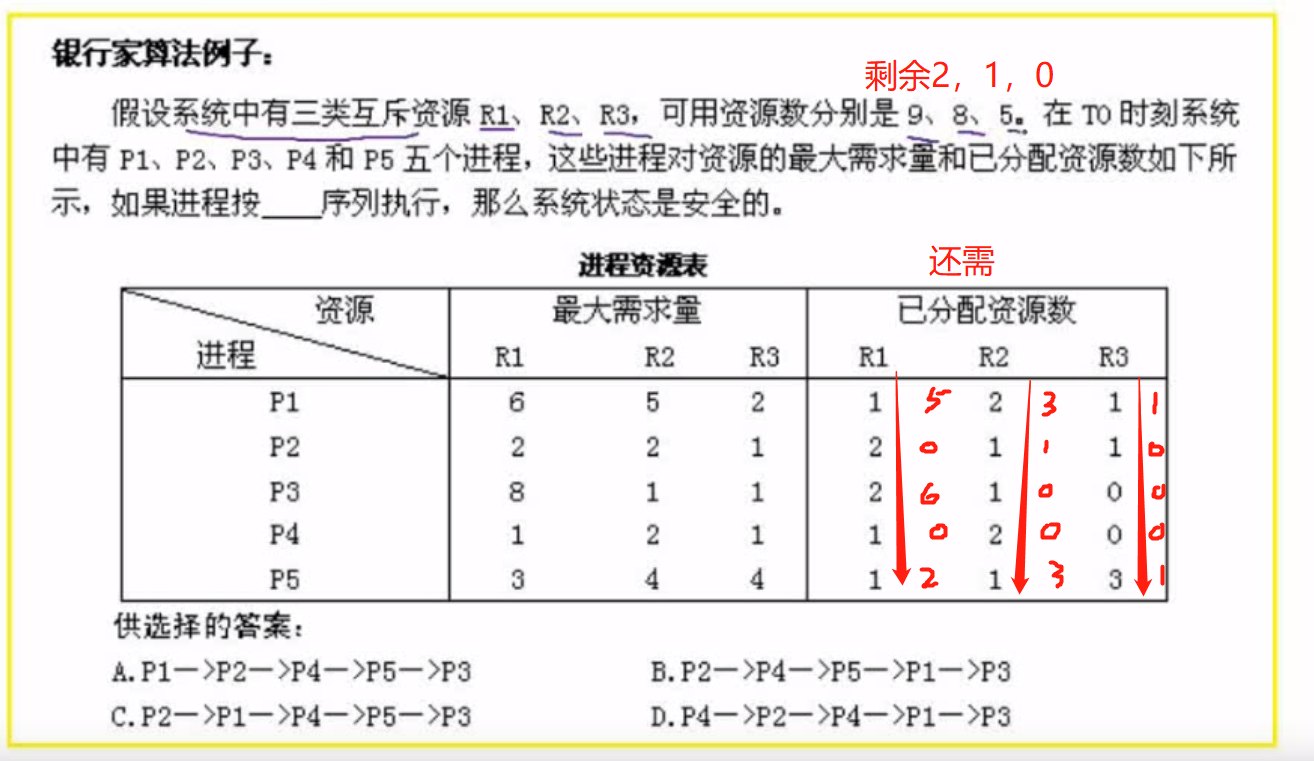 银行家算法例子：
剩余2，1，0
假设系统中有三类互斥资源 R1、R2、R3，可用资源数分别是 9、8、5。在 T0 时刻系统
中有 P1、P2、P3、P4 和 P5 五个进程，这些进程对资源的最大需求量和已分配资源数如下所
示，如果进程按____序列执行，那么系统状态是安全的。
进程资源表 还需
资源 最大需求量 已分配资源数
进程 R1 R2 R3 R1 R2 R3
P1 6 5 2 1 5 2 3 1 1
P2 2 2 1 2 0 1 1 1 0
P3 8 1 1 2 6 1 0 0 0
P4 1 2 1 1 0 2 0 0 0
P5 3 4 4 1 2 1 3 3 1
供选择的答案：
A.P1—>P2—>P4—>P5—>P3 B.P2—>P4—>P5—>P1—>P3
C.P2—>P1—>P4—>P5—>P3 D.P4—>P2—>P4—>P1—>P3